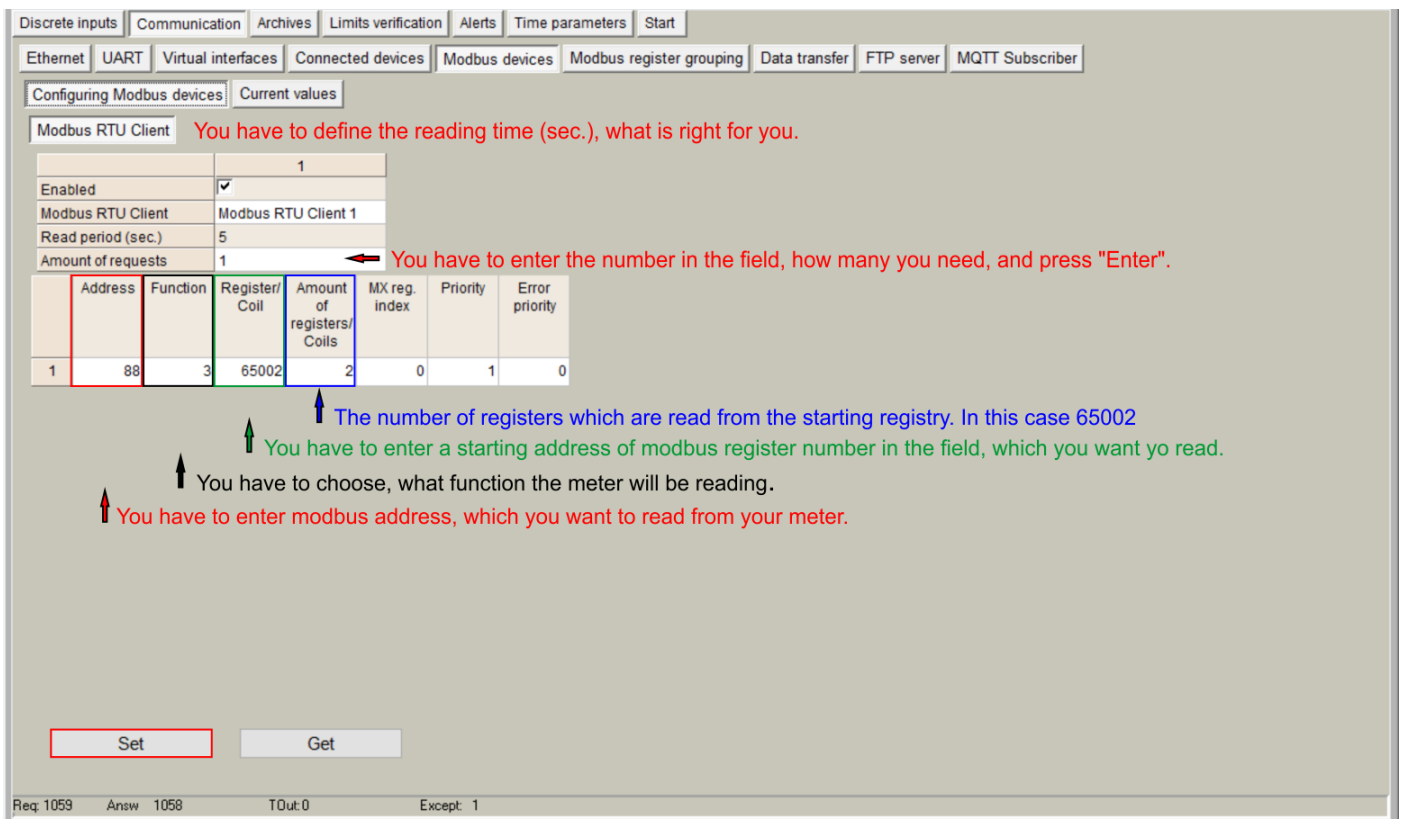 Discrete inputs Communication Archives Limits verification Alerts Time parameters Start
Ethernet UART Virtual interfaces Connected devices Modbus devices Modbus register grouping Data transfer FTP server MQTT Subscriber
Configuring Modbus devices Current values
Modbus RTU Client You have to define the reading time (sec.), what is right for you.
1
Enabled
Modbus RTU Client Modbus RTU Client 1
Read period (sec.) 5
Amount of requests 1 You have to enter the number in the field, how many you need, and press "Enter".
Address Function Register/ Amount MX reg. Priority Error
Coil of index priority
registers/
Coils
1 88 3 65002 2 0 1 0
The number of registers which are read from the starting registry. In this case 65002
You have to enter a starting address of modbus register number in the field, which you want yo read.
You have to choose, what function the meter will be reading.
You have to enter modbus address, which you want to read from your meter.
Set Get
Req: 1059 Answ 1058 TOut:0 Except: 1